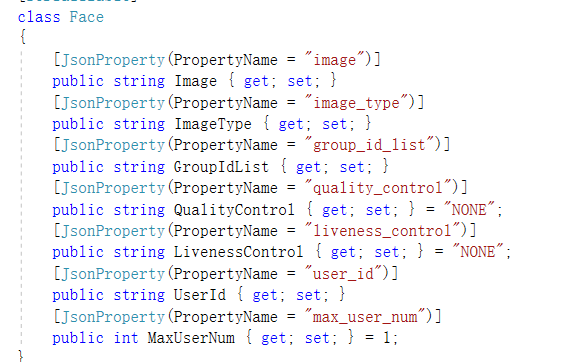 class Face
{
[JsonProperty(PropertyName = "image")]
public string Image { get; set; }
[JsonProperty(PropertyName = "image_type")]
public string ImageType { get; set; }
[JsonProperty(PropertyName = "group_id_list")]
public string GroupIdList { get; set; }
[JsonProperty(PropertyName = "quality_control")]
public string QualityControl { get; set; } = "NONE";
[JsonProperty(PropertyName = "liveness_control")]
public string LivenessControl { get; set; } = "NONE";
[JsonProperty(PropertyName = "user_id")]
public string UserId { get; set; }
[JsonProperty(PropertyName = "max_user_num")]
public int MaxUserNum { get; set; } = 1;
}